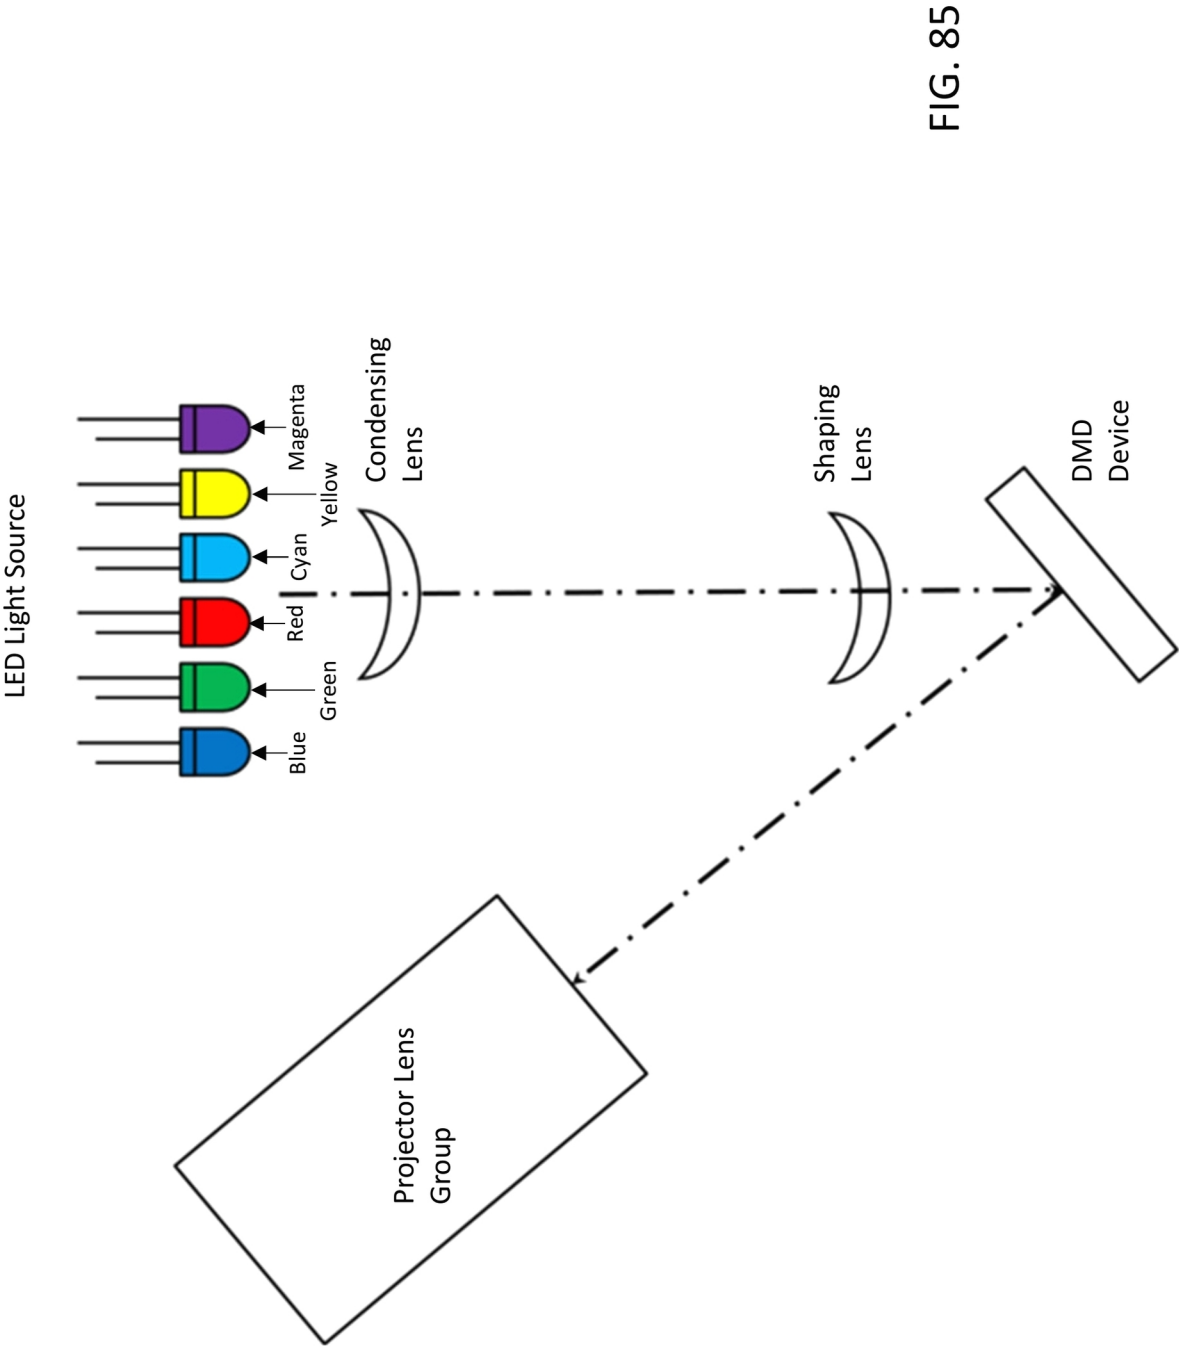 LED Light Source
Blue
Green
Red
Cyan
Yellow
Magenta
Condensing
Lens
Projector Lens
Group
Shaping
Lens
DMD
Device
FIG. 85